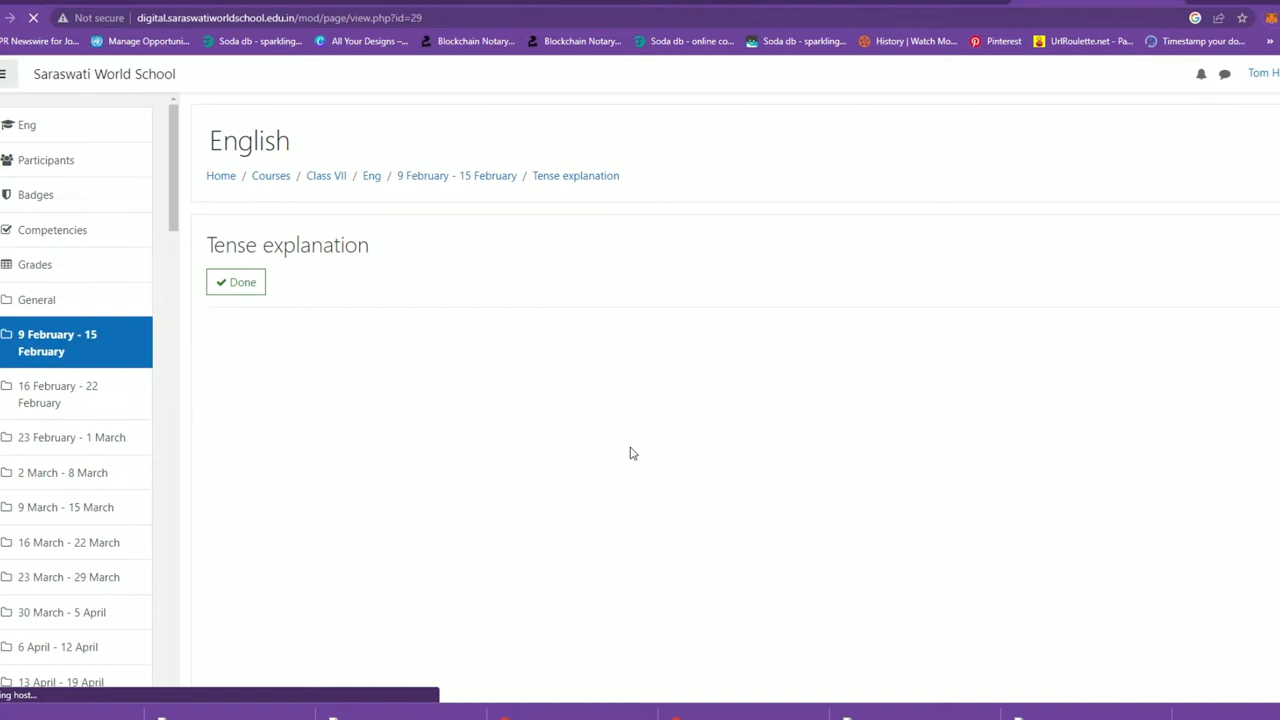 Not secure digital.saraswatiworldschool.edu.in/mod/page/view.php?id=29
PR Newswire for Jo... Manage Opportuni... Soda db - sparkling... All Your Designs –... Blockchain Notary... Blockchain Notary... Soda db - online co... Soda db - sparkling... History | Watch Mo... Pinterest UrlRoulette.net - Pa... Timestamp your do... »
Saraswati World School
Tom H
Eng
Participants
Badges
Competencies
Grades
General
9 February - 15
February
16 February - 22
February
23 February - 1 March
2 March - 8 March
9 March - 15 March
16 March - 22 March
23 March - 29 March
30 March - 5 April
6 April - 12 April
13 April - 19 April
English
Home / Courses / Class VII / Eng / 9 February - 15 February / Tense explanation
Tense explanation
Done
ing host...